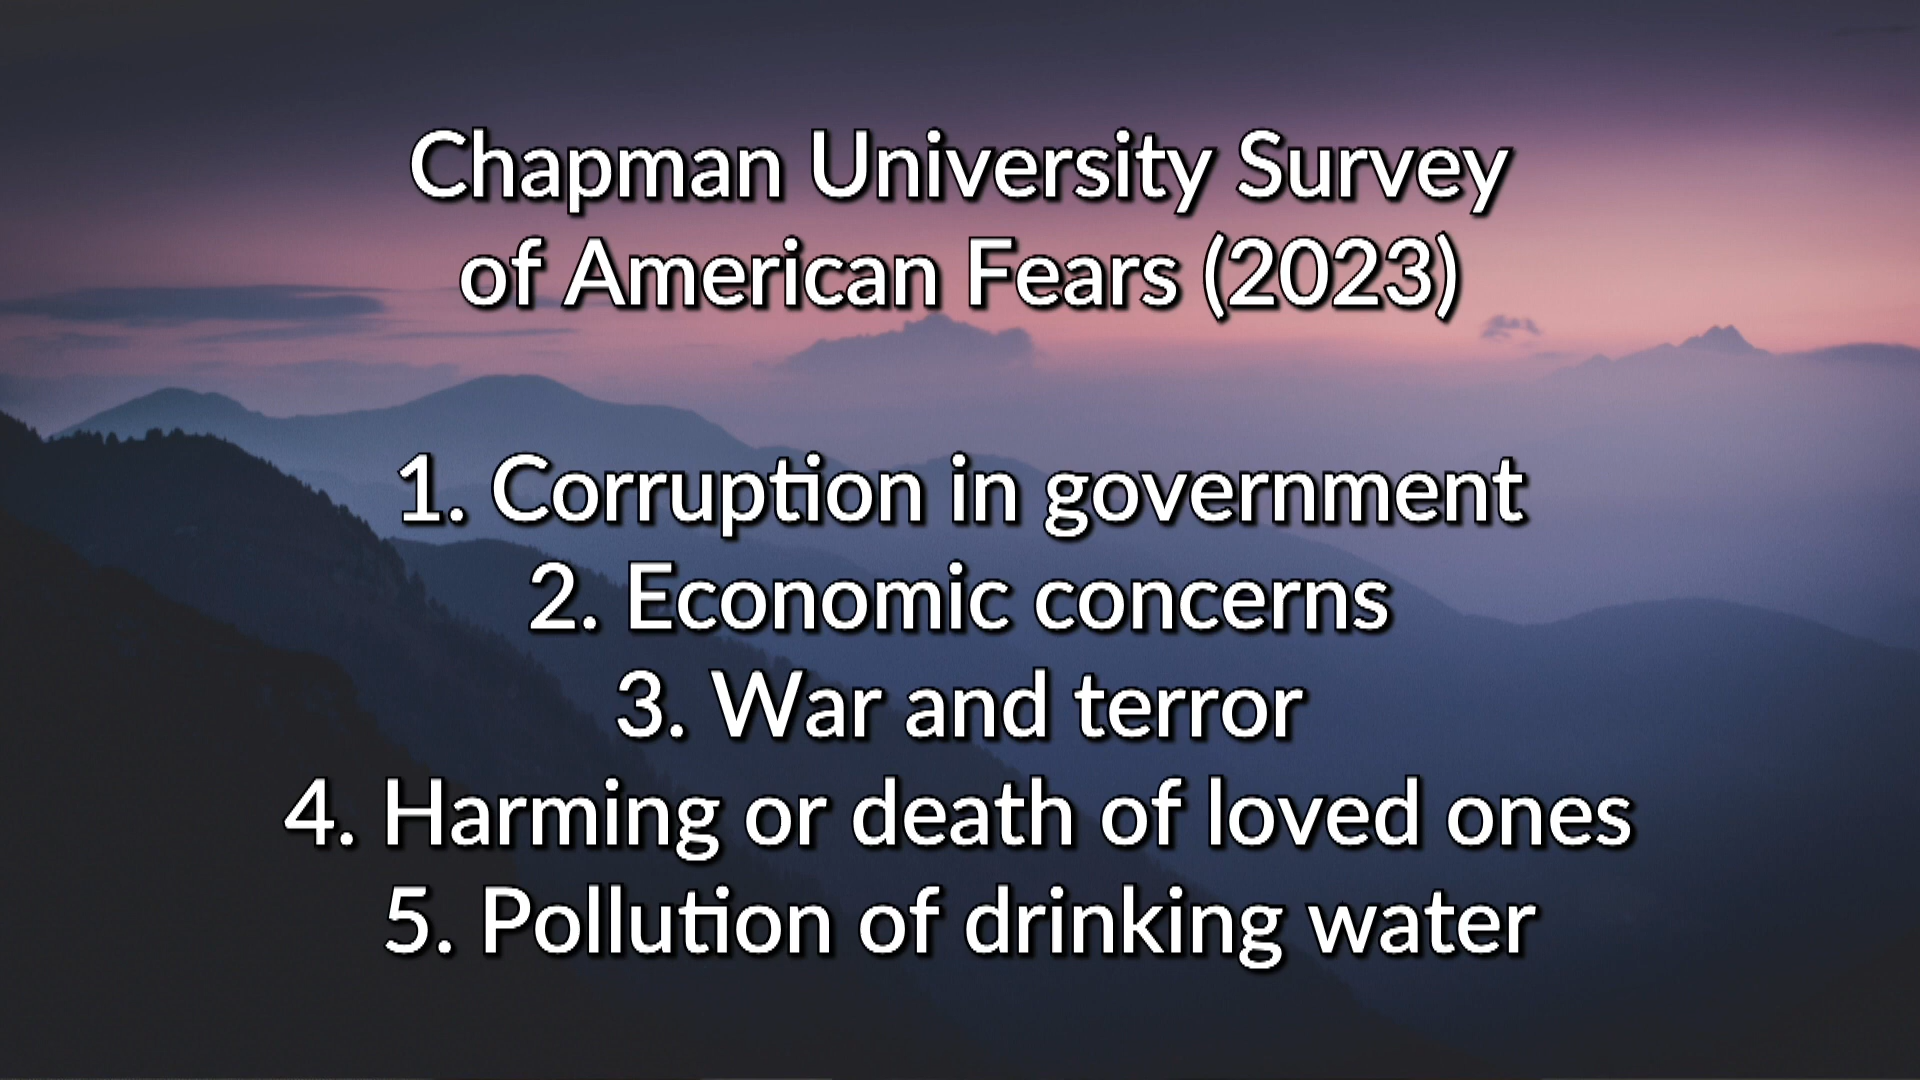 Chapman University Survey
of American Fears (2023)
1. Corruption in government
2. Economic concerns
3. War and terror
4. Harming or death of loved ones
5. Pollution of drinking water